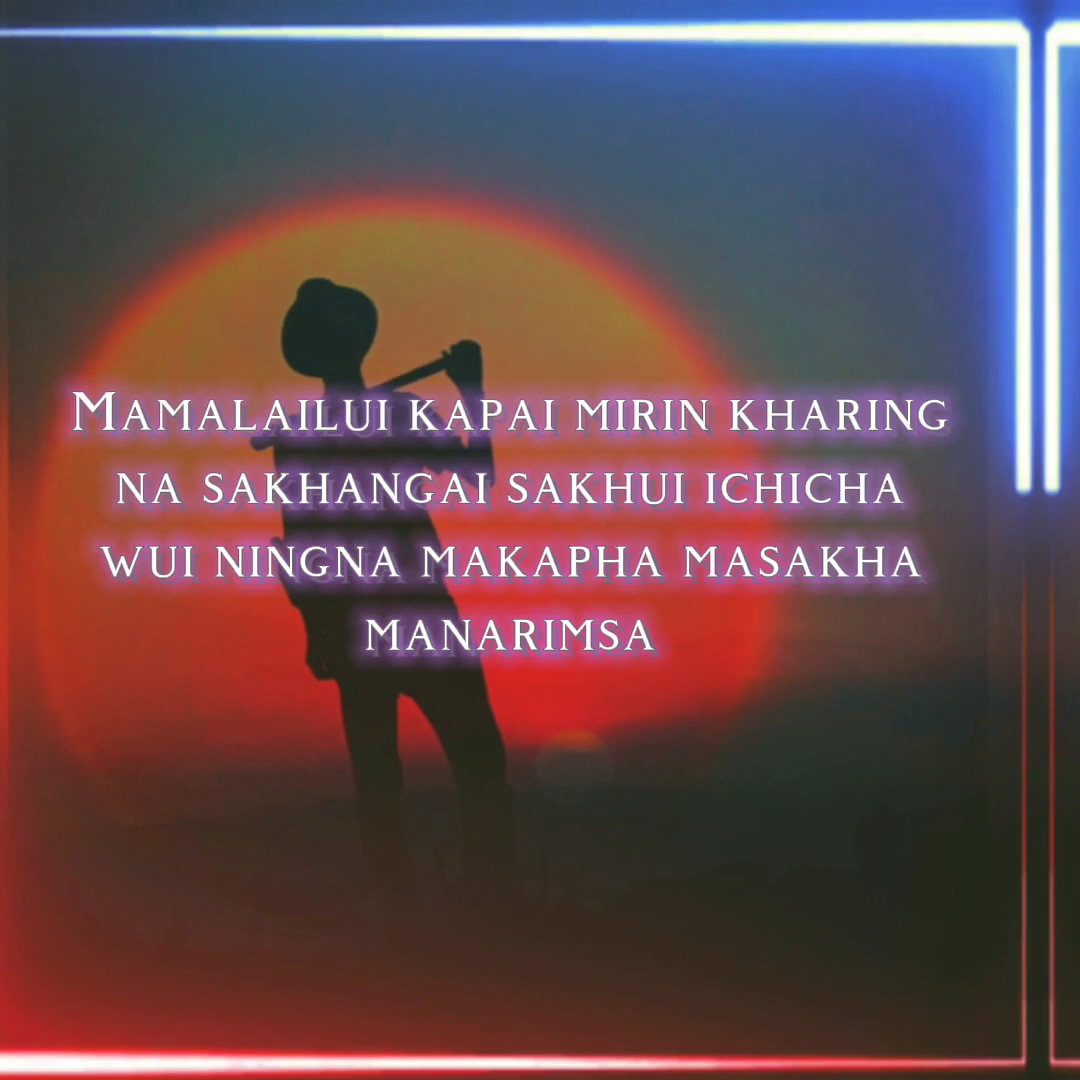 Mamalailui kapai mirin kharing
na sakhangai sakhui ichicha
wui ningna makapha masakha
manarimsa